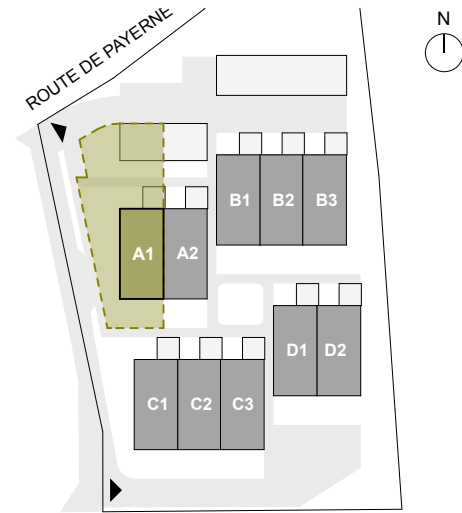 ROUTE DE PAYERNE
N
B1 B2 B3
A1 A2
D1 D2
C1 C2 C3